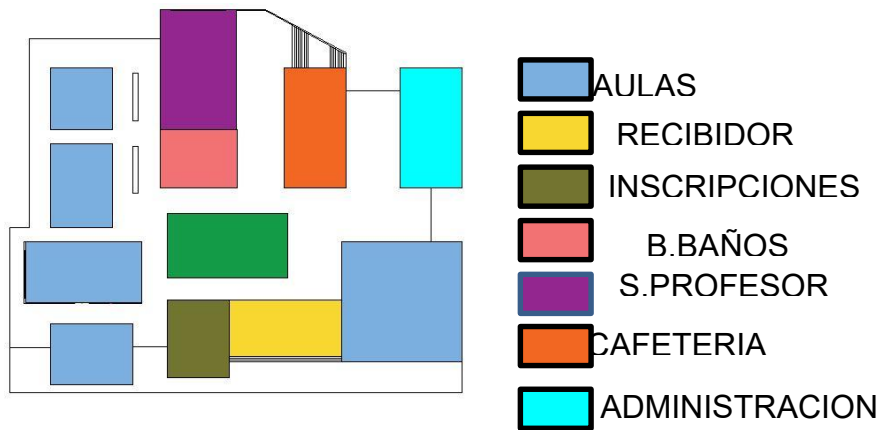 AULAS
RECIBIDOR
INSCRIPCIONES
B.BAÑOS
S.PROFESOR
CAFETERIA
ADMINISTRACION